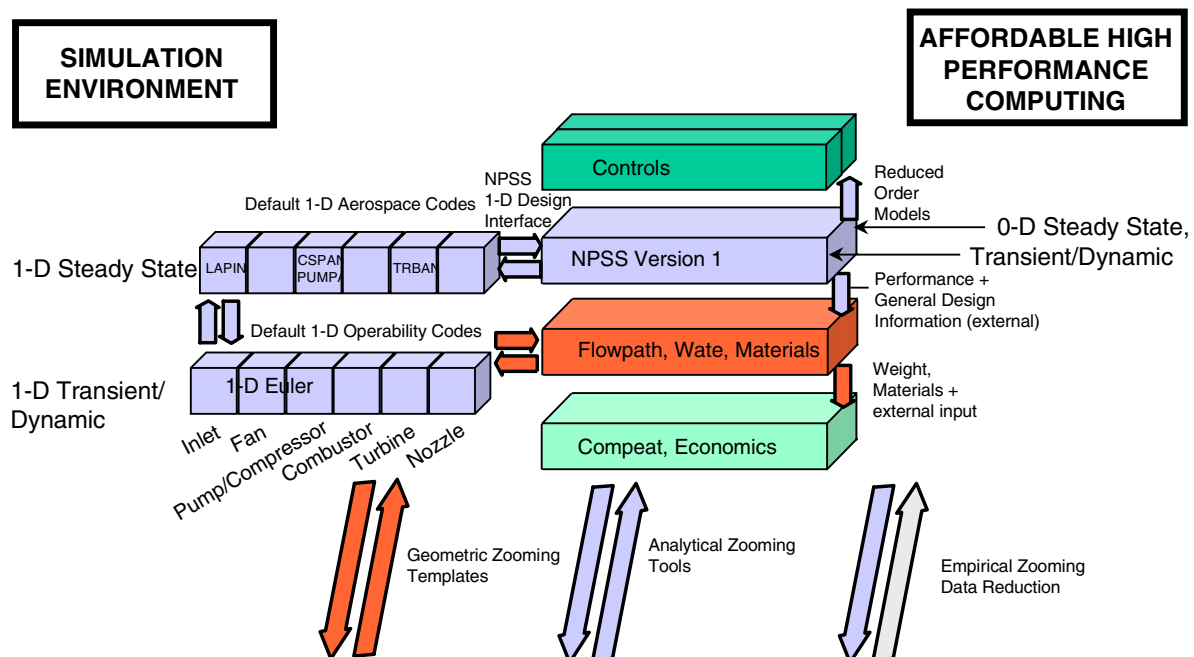 SIMULATION
ENVIRONMENT
AFFORDABLE HIGH
PERFORMANCE
COMPUTING
Controls
Reduced
Order
Models
NPSS
1-D Design
Interface
Default 1-D Aerospace Codes
0-D Steady State,
Transient/Dynamic
1-D Steady State
LAPIN
CSPAN
PUMPA
TRBAN
NPSS Version 1
Performance +
General Design
Information (external)
Default 1-D Operability Codes
Flowpath, Wate, Materials
1-D Transient/
Dynamic
1-D Euler
Weight,
Materials +
external input
Inlet
Fan
Pump/Compressor
Combustor
Turbine
Nozzle
Compeat, Economics
Geometric Zooming
Templates
Analytical Zooming
Tools
Empirical Zooming
Data Reduction